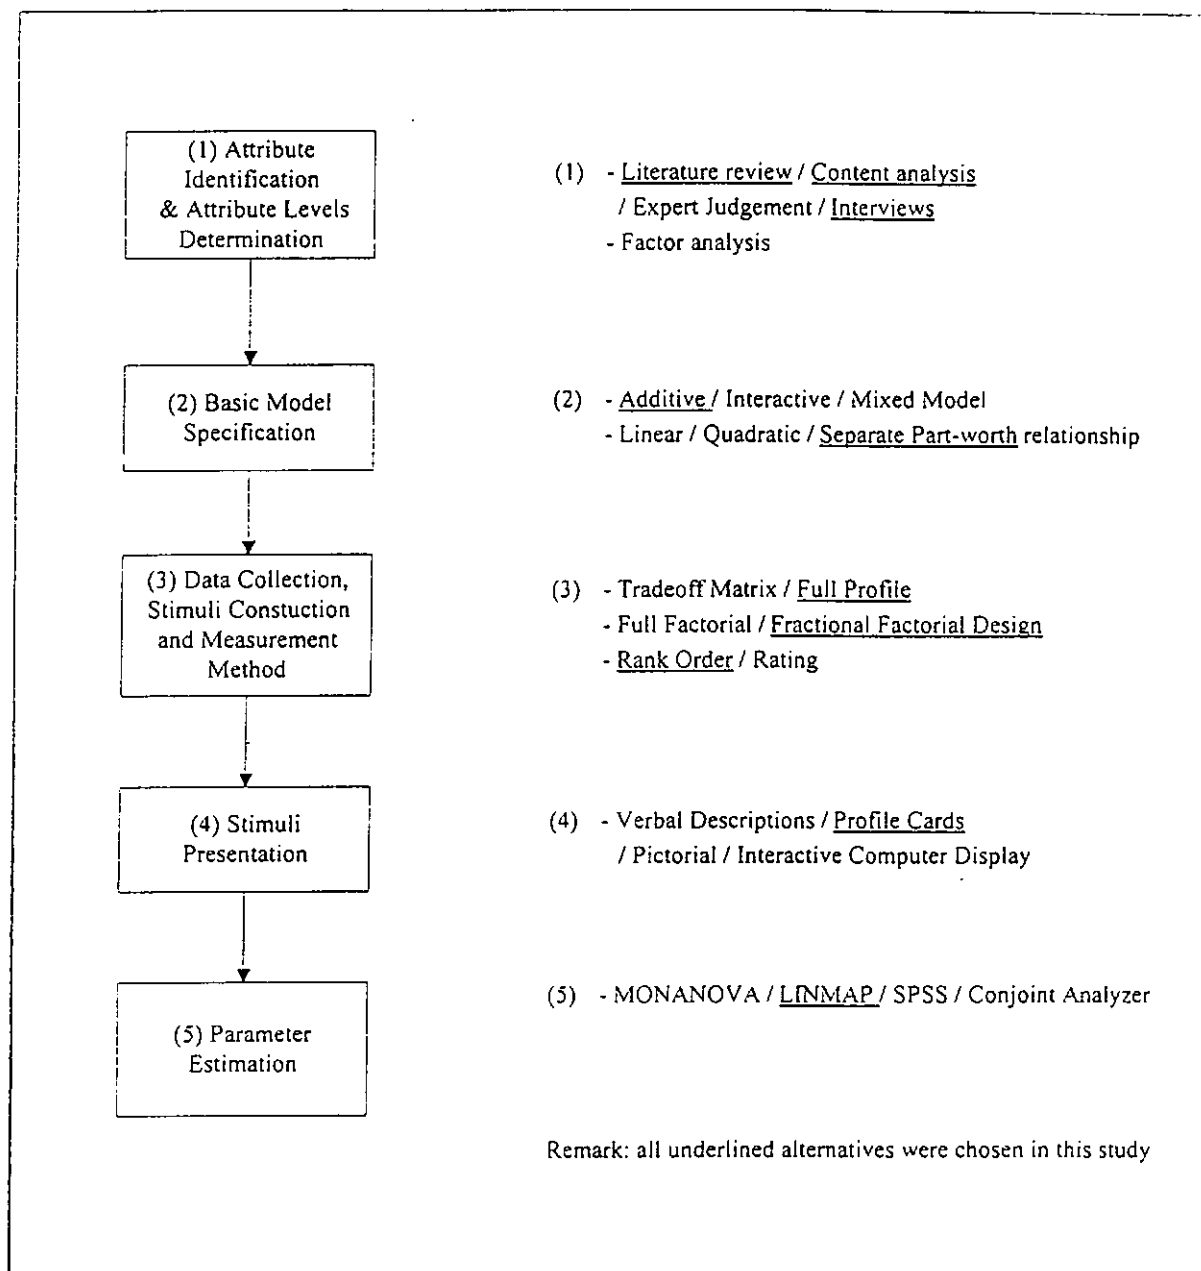 (1) Attribute
Identification
& Attribute Levels
Determination
(1) - Literature review / Content analysis
/ Expert Judgement / Interviews
- Factor analysis
(2) Basic Model
Specification
(2) - Additive / Interactive / Mixed Model
- Linear / Quadratic / Separate Part-worth relationship
(3) Data Collection,
Stimuli Constuction
and Measurement
Method
(3) - Tradeoff Matrix / Full Profile
- Full Factorial / Fractional Factorial Design
- Rank Order / Rating
(4) Stimuli
Presentation
(4) - Verbal Descriptions / Profile Cards
/ Pictorial / Interactive Computer Display
(5) Parameter
Estimation
(5) - MONANOVA / LINMAP / SPSS / Conjoint Analyzer
Remark: all underlined alternatives were chosen in this study